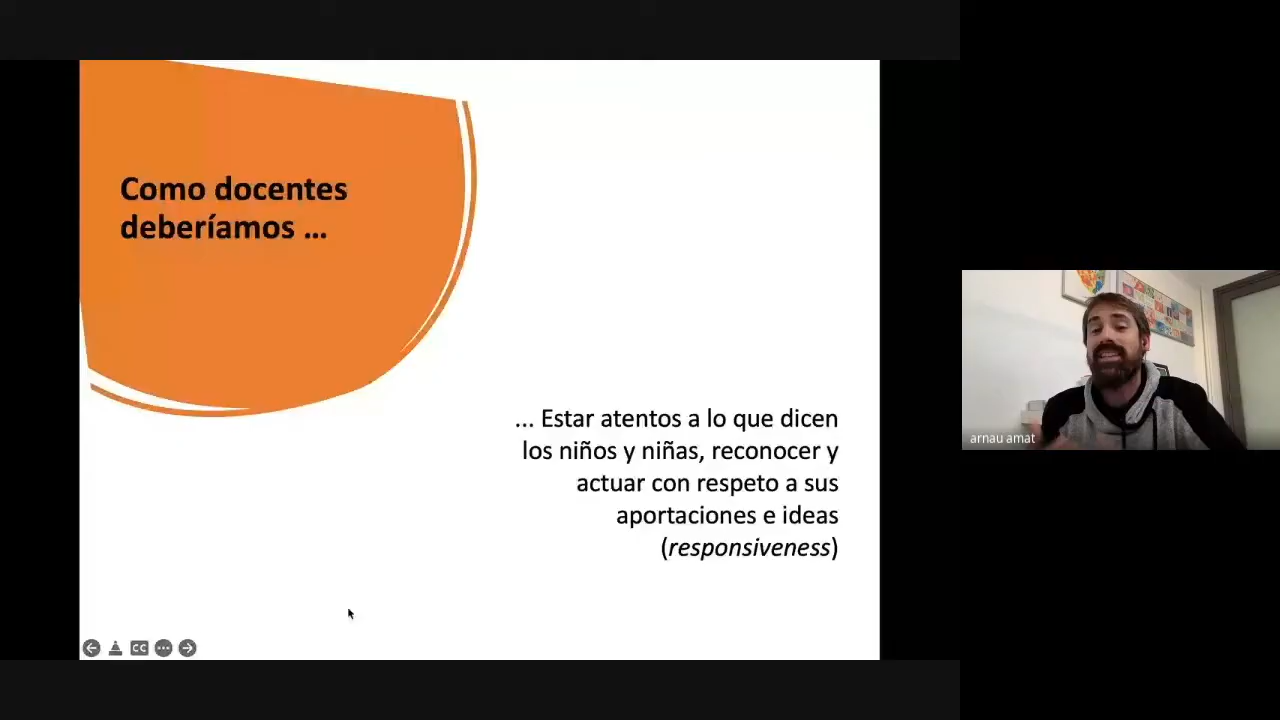 Como docentes
deberíamos ...
... Estar atentos a lo que dicen
los niños y niñas, reconocer y
actuar con respeto a sus
aportaciones e ideas
(responsiveness)
arnau amat
CC